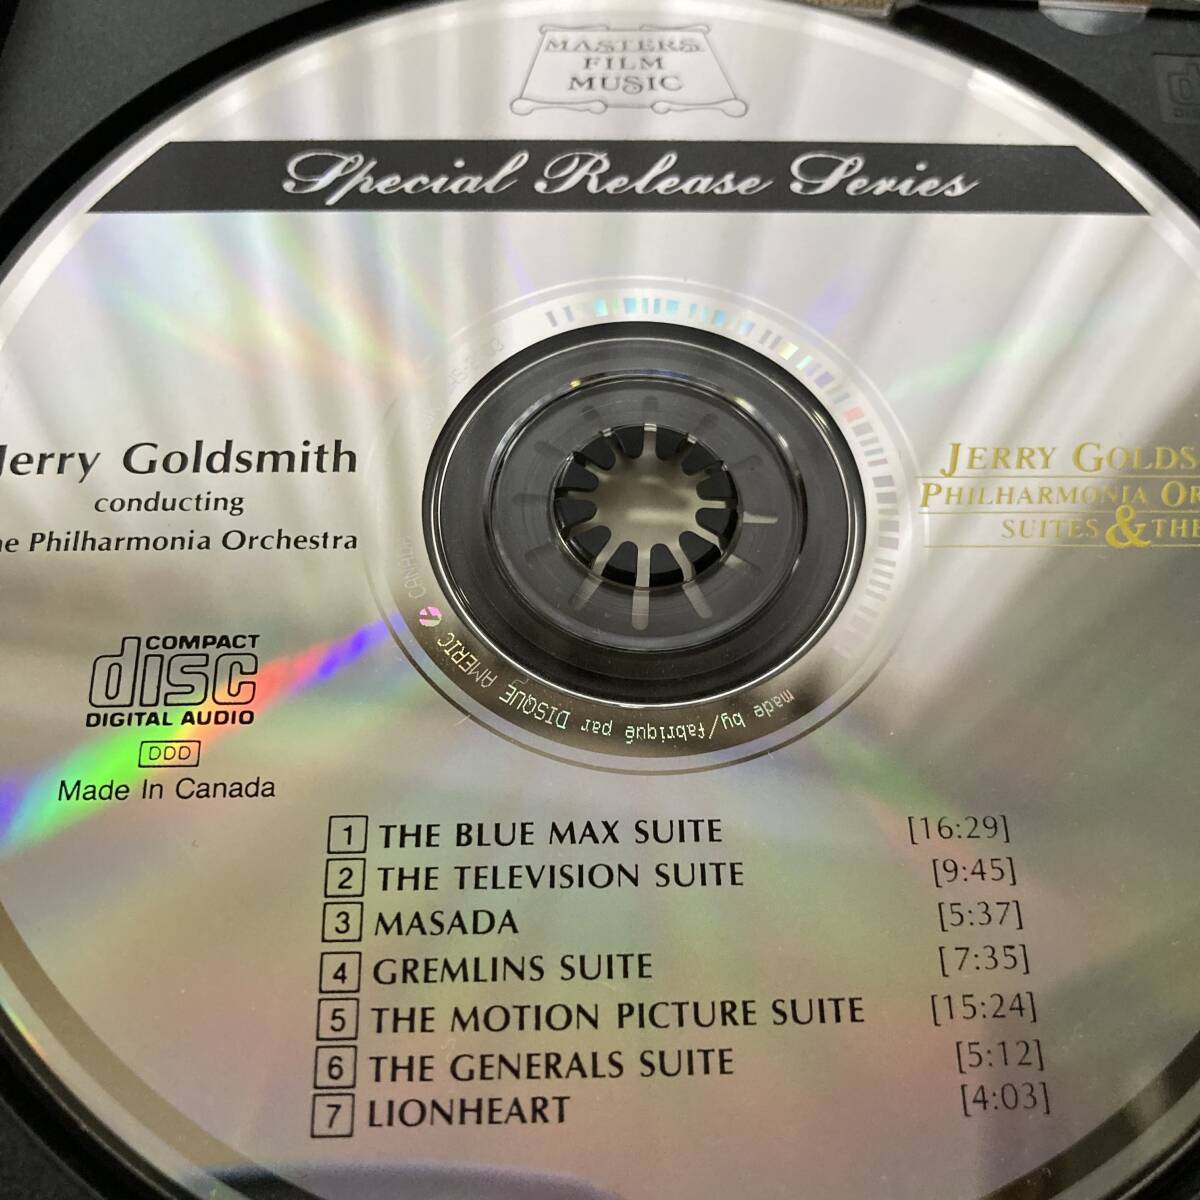 MASTERS
FILM
MUSIC
Special Release Series
Jerry Goldsmith
conducting
Philharmonia Orchestra
JERRY
PHILHARMONIA
SUITES & THE
COMPACT
disc
DIGITAL AUDIO
DDD
Made In Canada
made by/fabriqué par DISQUE AMERIC
1 THE BLUE MAX SUITE [16:29]
2 THE TELEVISION SUITE [9:45]
3 MASADA [5:37]
4 GREMLINS SUITE [7:35]
5 THE MOTION PICTURE SUITE [15:24]
6 THE GENERALS SUITE [5:12]
7 LIONHEART [4:03]